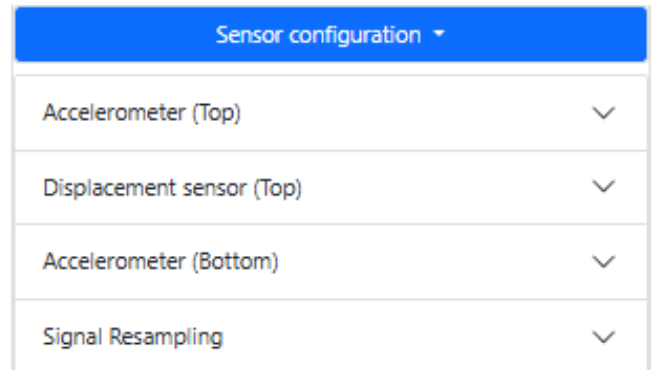 Sensor configuration
Accelerometer (Top)
Displacement sensor (Top)
Accelerometer (Bottom)
Signal Resampling